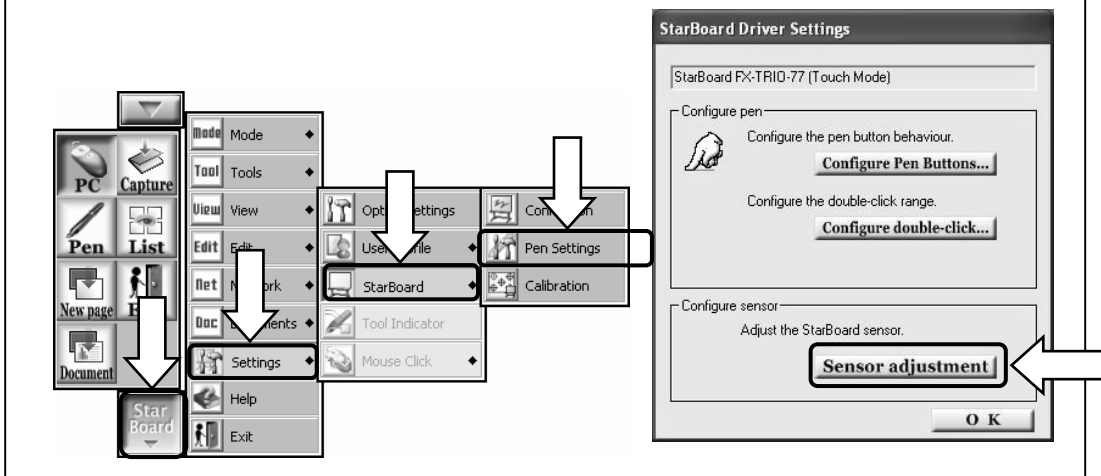 PC
Capture
Pen
List
New page
Document
Star
Board
Mode Mode
Tool Tools
View View
Edit Edit
Net
Doc
Settings
Help
Exit
StarBoard
Tool Indicator
Mouse Click
Pen Settings
Calibration
StarBoard Driver Settings
StarBoard FX-TRIO-77 (Touch Mode)
Configure pen
Configure the pen button behaviour.
Configure Pen Buttons...
Configure the double-click range.
Configure double-click...
Configure sensor
Adjust the StarBoard sensor.
Sensor adjustment
O K